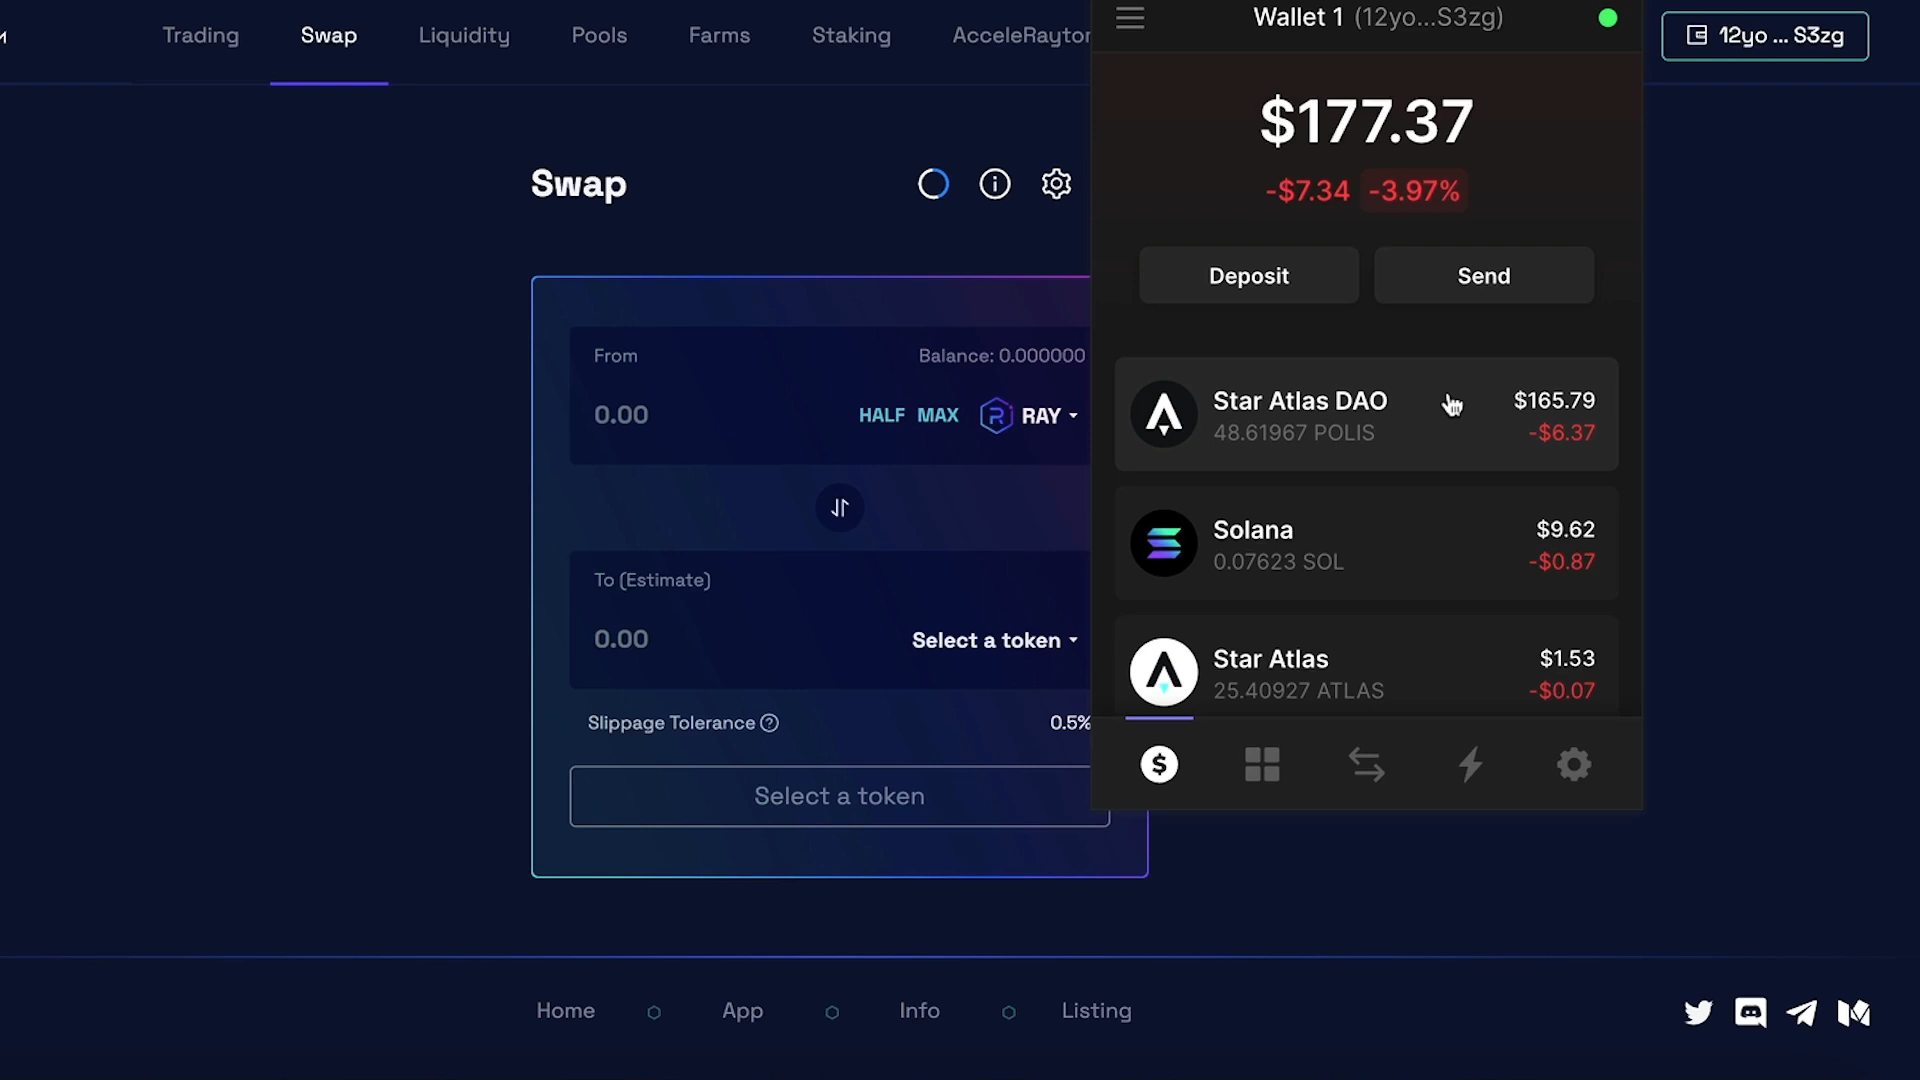 Trading Swap Liquidity Pools Farms Staking AcceleRaytor
12yo ... S3zg
Swap
From Balance: 0.000000
0.00 HALF MAX RAY
To (Estimate)
0.00 Select a token
Slippage Tolerance 0.5%
Select a token
Wallet 1 (12yo...S3zg)
$177.37
-$7.34 -3.97%
Deposit Send
Star Atlas DAO $165.79
48.61967 POLIS -$6.37
Solana $9.62
0.07623 SOL -$0.87
Star Atlas $1.53
25.40927 ATLAS -$0.07
Home App Info Listing